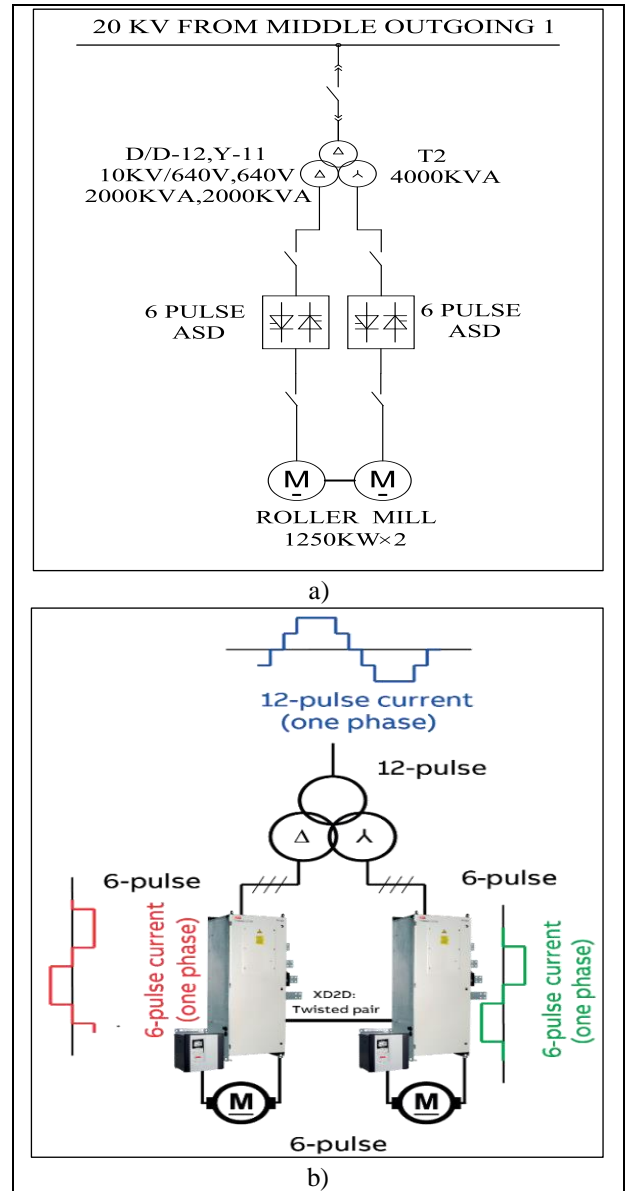 20 KV FROM MIDDLE OUTGOING 1
D/D-12,Y-11
10KV/640V,640V
2000KVA,2000KVA
T2
4000KVA
6 PULSE
ASD
6 PULSE
ASD
M
M
ROLLER MILL
1250KW×2
a)
12-pulse current
(one phase)
12-pulse
6-pulse
6-pulse
6-pulse current
(one phase)
XD2D:
Twisted pair
6-pulse current
(one phase)
M
M
6-pulse
b)